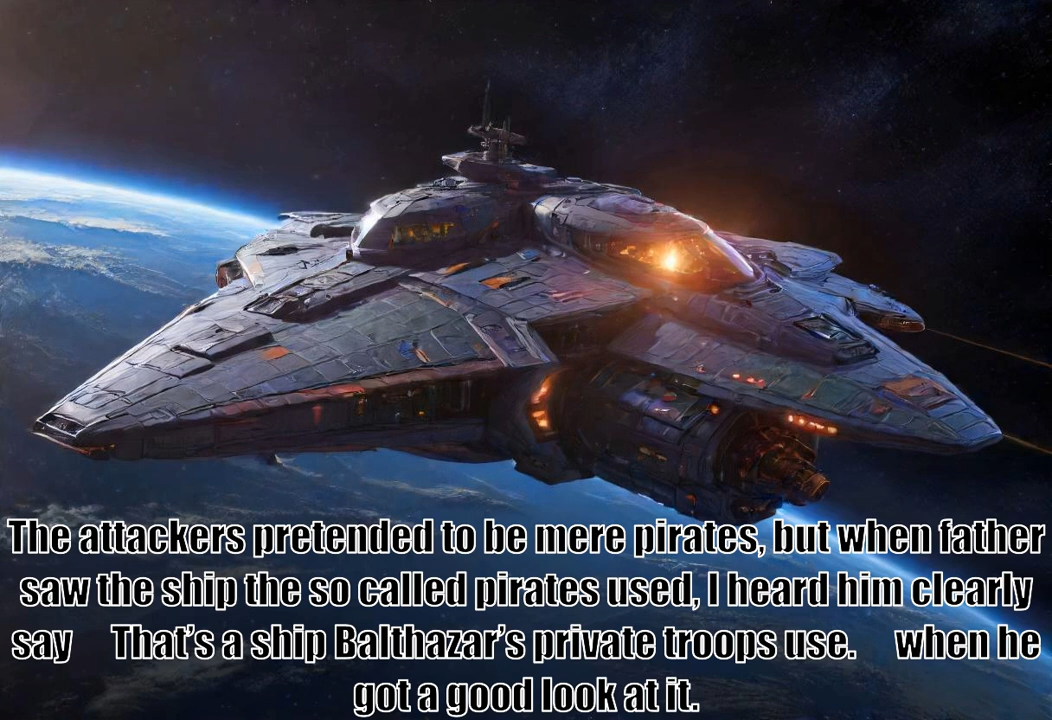 The attackers pretended to be mere pirates, but when father
saw the ship the so called pirates used, I heard him clearly
say That's a ship Balthazar's private troops use. when he
got a good look at it.